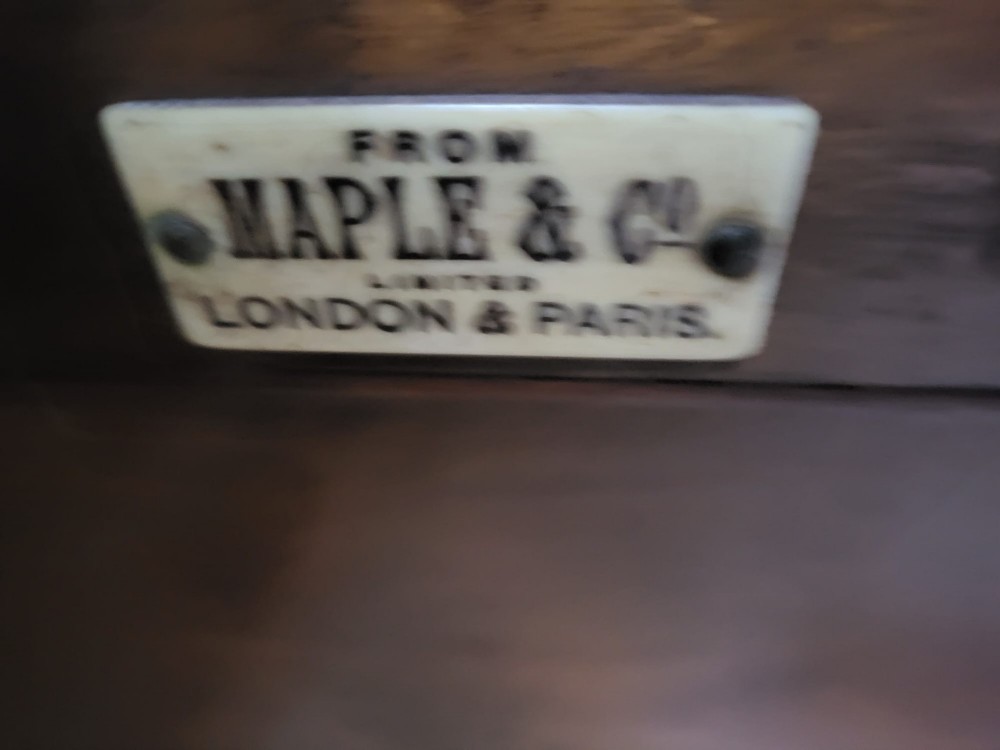 FROM
MAPLE & Co
LIMITED
LONDON & PARIS.